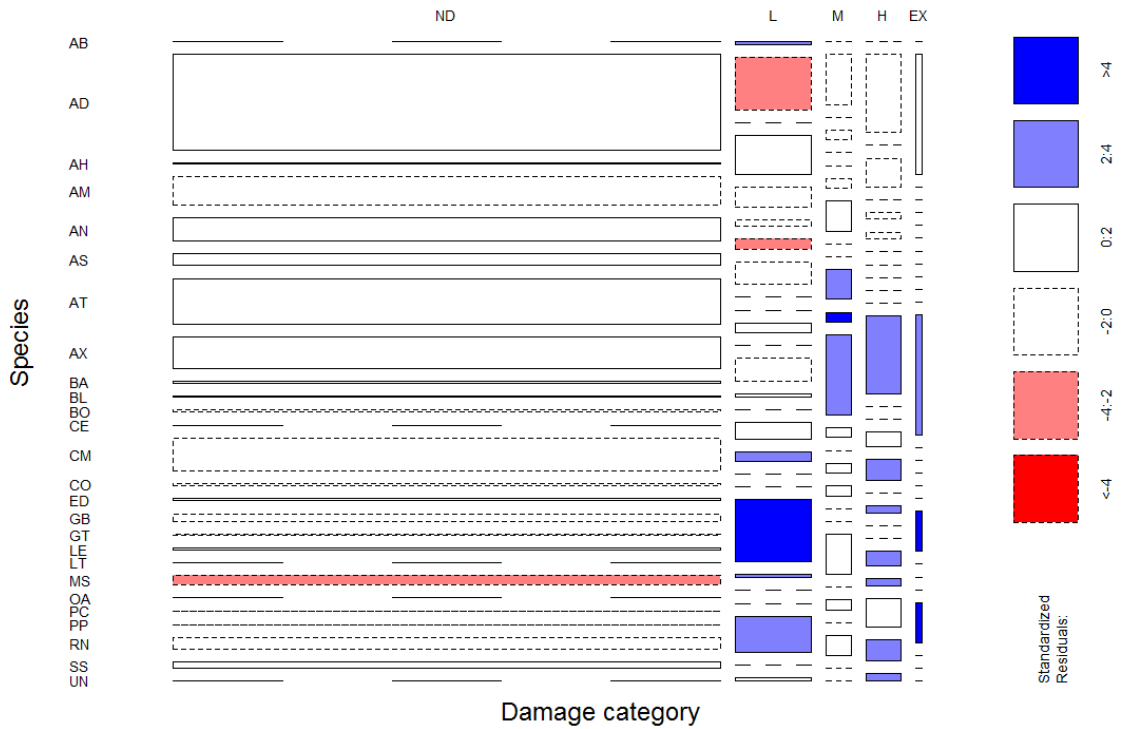 ND L M H EX
AB
AD
AH
AM
AN
AS
AT
AX
BA
BL
BO
CE
CM
CO
ED
GB
GT
LE
LT
MS
OA
PC
PP
RN
SS
UN
Species
Damage category
>4
2:4
0:2
-2:0
-4:-2
<-4
Standardized
Residuals: